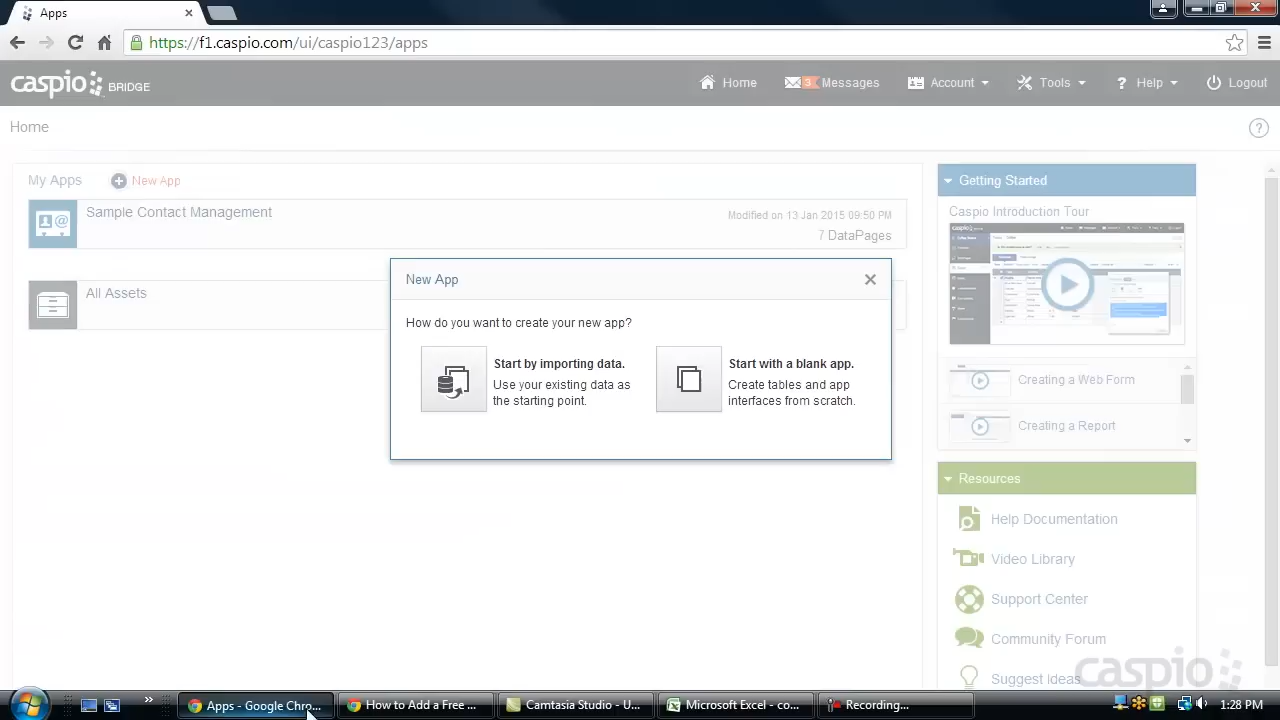 Apps
https://f1.caspio.com/ui/caspio123/apps
caspio BRIDGE
Home
3 Messages
Account
Tools
? Help
Logout
Home
?
My Apps
New App
Sample Contact Management
Modified on 13 Jan 2015 09:50 PM
7 DataPages
All Assets
New App
How do you want to create your new app?
Start by importing data.
Use your existing data as
the starting point.
Start with a blank app.
Create tables and app
interfaces from scratch.
Getting Started
Caspio Introduction Tour
Creating a Web Form
Creating a Report
Resources
Help Documentation
Video Library
Support Center
Community Forum
Suggest Ideas
caspio
Apps - Google Chro...
How to Add a File ...
Camtasia Studio - U...
Microsoft Excel - co...
Recording...
1:28 PM